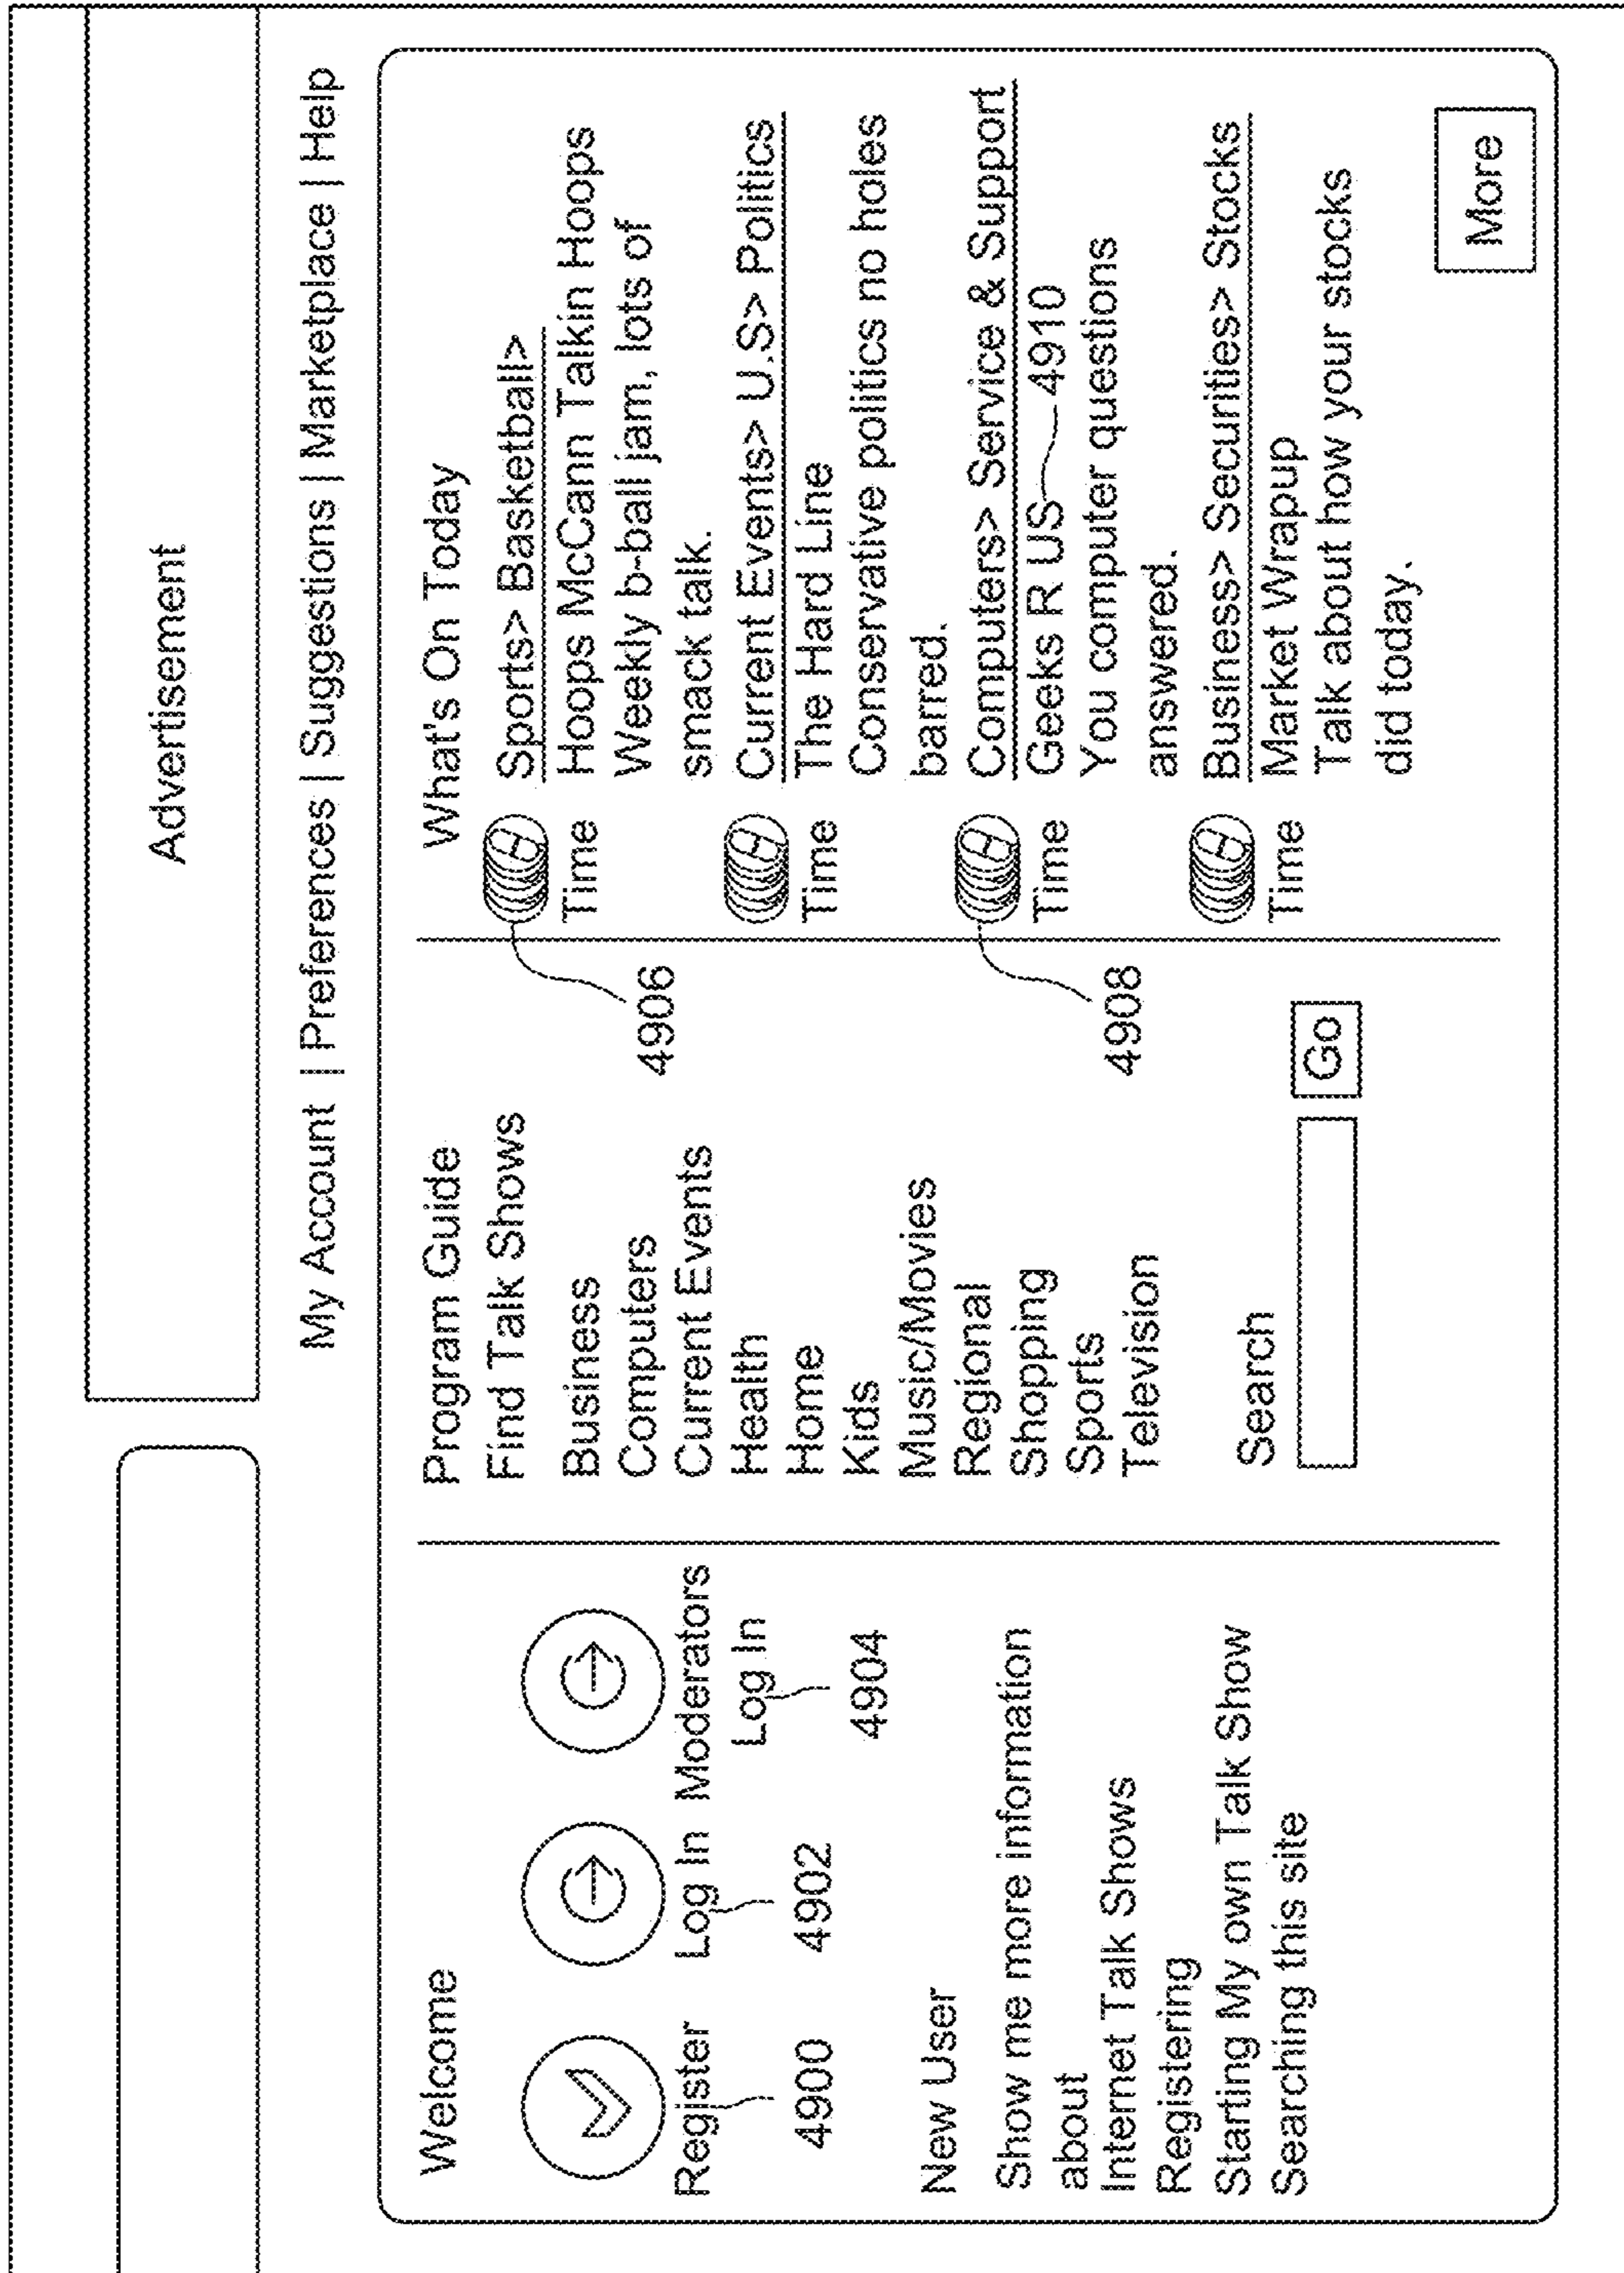 Advertisement
My Account | Preferences | Suggestions | Marketplace | Help
Welcome
Register
Log In
Moderators
Log In
4900
4902
4904
New User
Show me more information
about
Internet Talk Shows
Registering
Starting My own Talk Show
Searching this site
Program Guide
Find Talk Shows
Business
Computers
Current Events
Health
Home
Kids
Music/Movies
Regional
Shopping
Sports
Television
Search
Go
4906
4908
What's On Today
Sports> Basketball>
Time
Hoops McCann Talkin Hoops
Weekly b-ball jam, lots of
smack talk.
Current Events> U.S> Politics
Time
The Hard Line
Conservative politics no holes
barred.
Computers> Service & Support
Time
Geeks R US 4910
You computer questions
answered.
Business> Securities> Stocks
Time
Market Wrapup
Talk about how your stocks
did today.
More